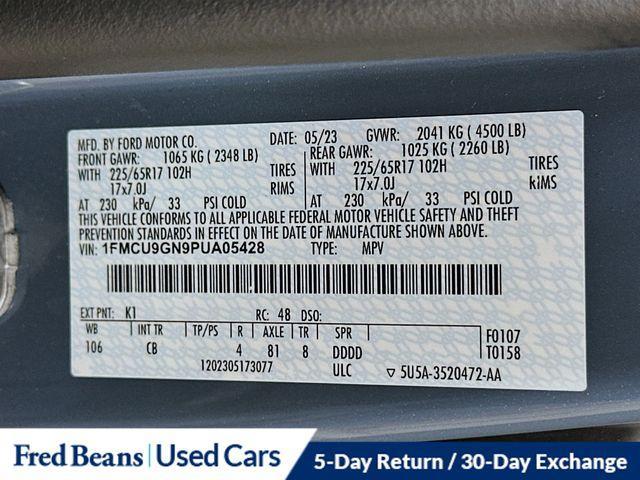 MFD. BY FORD MOTOR CO. DATE: 05/23 GVWR: 2041 KG (4500 LB)
FRONT GAWR: 1065 KG (2348 LB) REAR GAWR: 1025 KG (2260 LB)
WITH 225/65R17 102H TIRES WITH 225/65R17 102H TIRES
17x7.0J RIMS 17x7.0J RIMS
AT 230 kPa/ 33 PSI COLD AT 230 kPa/ 33 PSI COLD
THIS VEHICLE CONFORMS TO ALL APPLICABLE FEDERAL MOTOR VEHICLE SAFETY AND THEFT
PREVENTION STANDARDS IN EFFECT ON THE DATE OF MANUFACTURE SHOWN ABOVE.
VIN: 1FMCU9GN9PUA05428 TYPE: MPV
EXT PNT: K1 RC: 48 DSO:
WB INT TR TP/PS R AXLE TR SPR F0107
106 CB 4 81 8 DDDD T0158
1202305173077 ULC ▽ 5U5A-3520472-AA
Fred Beans | Used Cars 5-Day Return / 30-Day Exchange